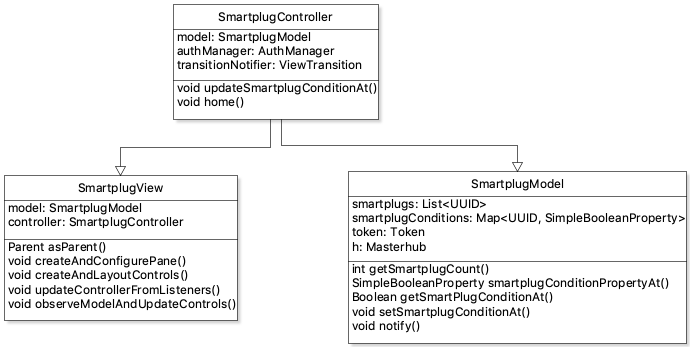 SmartplugController
model: SmartplugModel
authManager: AuthManager
transitionNotifier: ViewTransition
void updateSmartplugConditionAt()
void home()
SmartplugView
model: SmartplugModel
controller: SmartplugController
Parent asParent()
void createAndConfigurePane()
void createAndLayoutControls()
void updateControllerFromListeners()
void observeModelAndUpdateControls()
SmartplugModel
smartplugs: List<UUID>
smartplugConditions: Map<UUID, SimpleBooleanProperty>
token: Token
h: Masterhub
int getSmartplugCount()
SimpleBooleanProperty smartplugConditionPropertyAt()
Boolean getSmartPlugConditionAt()
void setSmartplugConditionAt()
void notify()